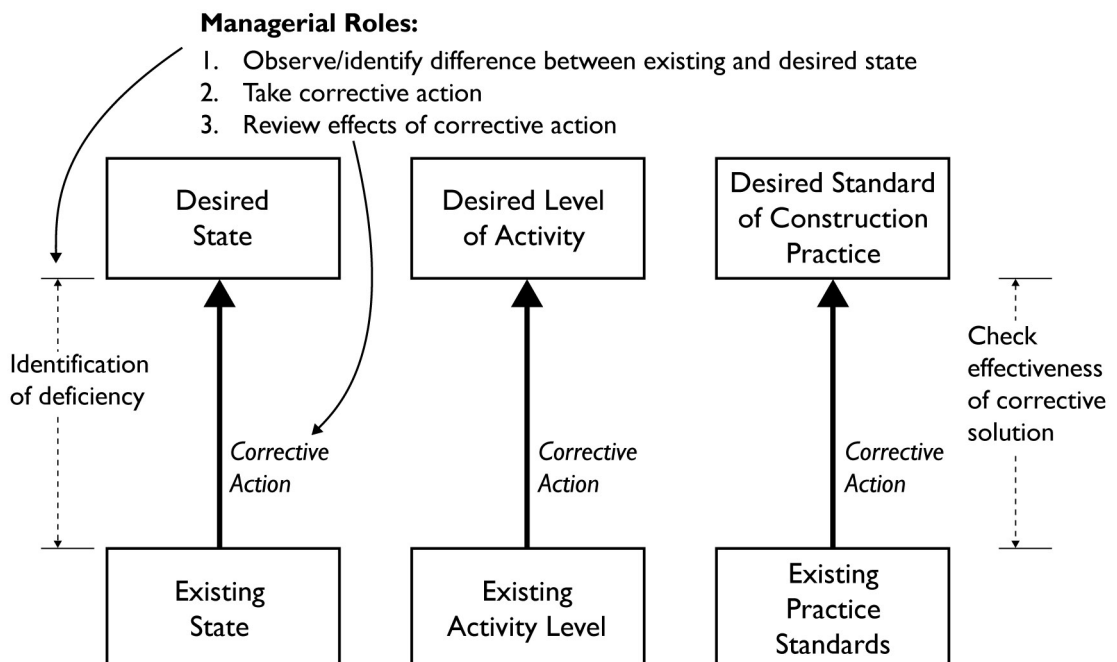 Managerial Roles:
1. Observe/identify difference between existing and desired state
2. Take corrective action
3. Review effects of corrective action
Desired
State
Desired Level
of Activity
Desired Standard
of Construction
Practice
Identification
of deficiency
Corrective
Action
Corrective
Action
Corrective
Action
Check
effectiveness
of corrective
solution
Existing
State
Existing
Activity Level
Existing
Practice
Standards